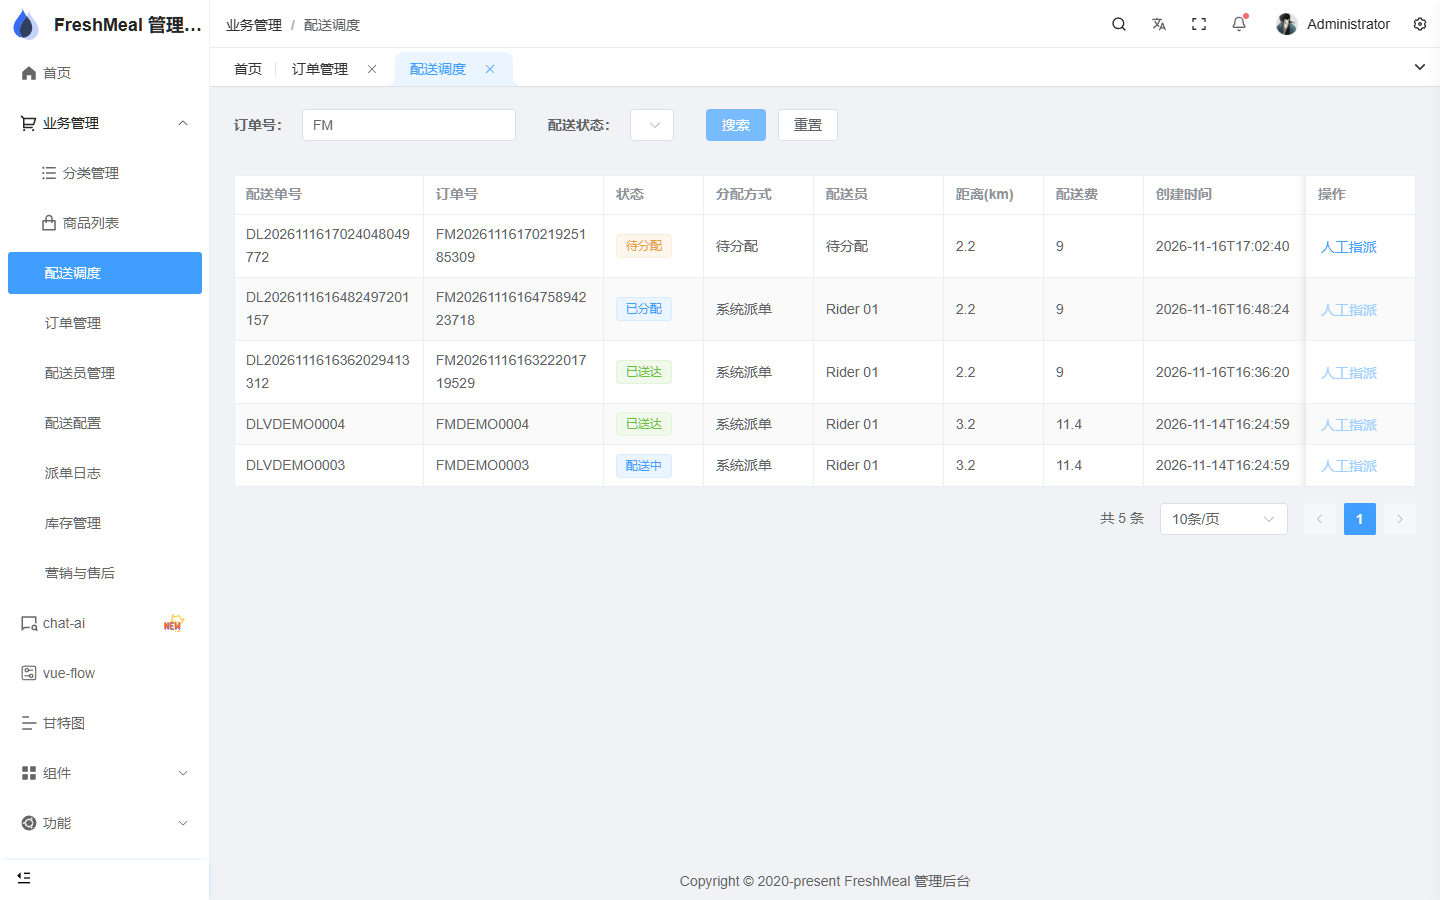 FreshMeal 管理...
业务管理 / 配送调度
Administrator
首页
订单管理
配送调度
首页
业务管理
分类管理
商品列表
配送调度
订单管理
配送员管理
配送配置
派单日志
库存管理
营销与售后
chat-ai
NEW
vue-flow
甘特图
组件
功能
订单号： FM 配送状态： 搜索 重置
配送单号 订单号 状态 分配方式 配送员 距离(km) 配送费 创建时间 操作
DL2026111617024048049 FM20261116170219251
772 85309
待分配 待分配 待分配 2.2 9 2026-11-16T17:02:40 人工指派
DL2026111616482497201 FM20261116164758942
157 23718
已分配 系统派单 Rider 01 2.2 9 2026-11-16T16:48:24 人工指派
DL2026111616362029413 FM20261116163222017
312 19529
已送达 系统派单 Rider 01 2.2 9 2026-11-16T16:36:20 人工指派
DLVDEMO0004 FMDEMO0004 已送达 系统派单 Rider 01 3.2 11.4 2026-11-14T16:24:59 人工指派
DLVDEMO0003 FMDEMO0003 配送中 系统派单 Rider 01 3.2 11.4 2026-11-14T16:24:59 人工指派
共 5 条 10条/页 1
Copyright © 2020-present FreshMeal 管理后台